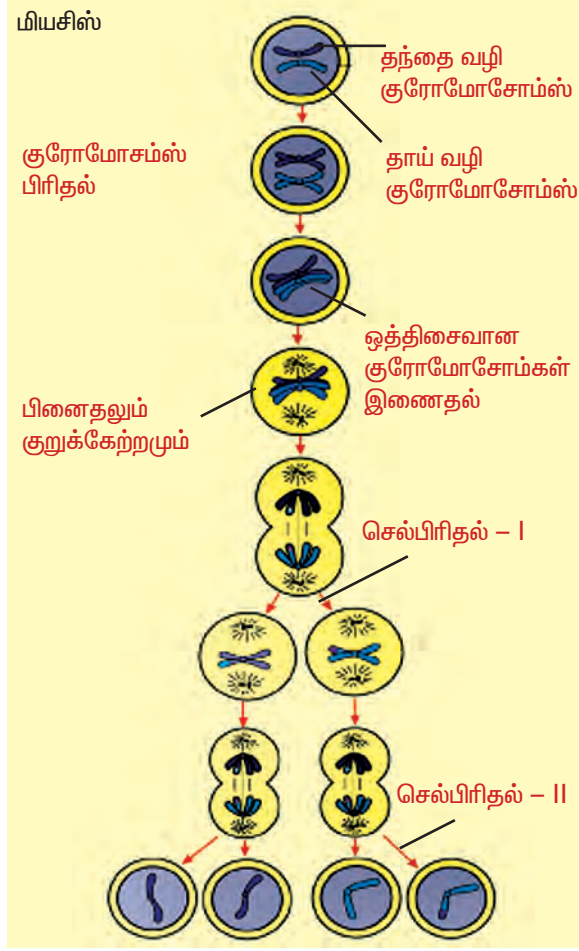 மியசிஸ்
தந்தை வழி
குரோமோசோம்ஸ்
குரோமோசம்ஸ்
பிரிதல்
தாய் வழி
குரோமோசோம்ஸ்
ஒத்திசைவான
குரோமோசோம்கள்
இணைதல்
பினைதலும்
குறுக்கேற்றமும்
செல்பிரிதல் – I
செல்பிரிதல் – II